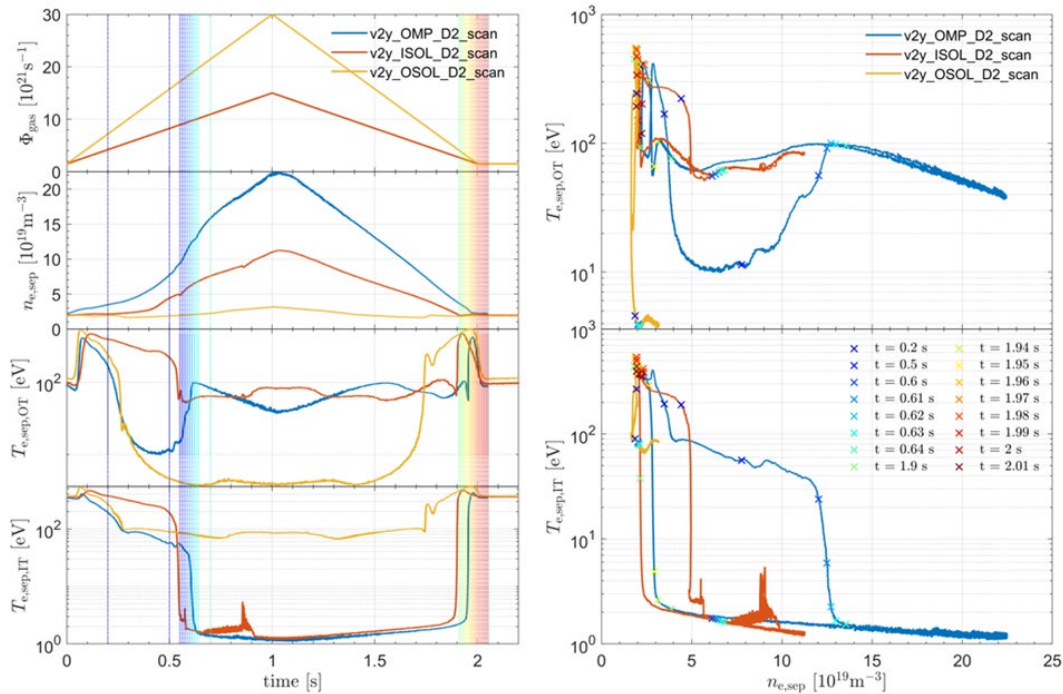 30
20
10
0
Φgas [10²¹s⁻¹]
v2y_OMP_D2_scan
v2y_ISOL_D2_scan
v2y_OSOL_D2_scan
20
15
10
5
0
ne,sep [10¹⁹m⁻³]
10²
Te,sep,OT [eV]
10²
10⁰
Te,sep,IT [eV]
0
0.5
1
1.5
2
time [s]
10³
10²
10¹
Te,sep,OT [eV]
v2y_OMP_D2_scan
v2y_ISOL_D2_scan
v2y_OSOL_D2_scan
10³
10²
10¹
10⁰
Te,sep,IT [eV]
t = 0.2 s
t = 0.5 s
t = 0.6 s
t = 0.61 s
t = 0.62 s
t = 0.63 s
t = 0.64 s
t = 1.9 s
t = 1.94 s
t = 1.95 s
t = 1.96 s
t = 1.97 s
t = 1.98 s
t = 1.99 s
t = 2 s
t = 2.01 s
0
5
10
15
20
25
ne,sep [10¹⁹m⁻³]